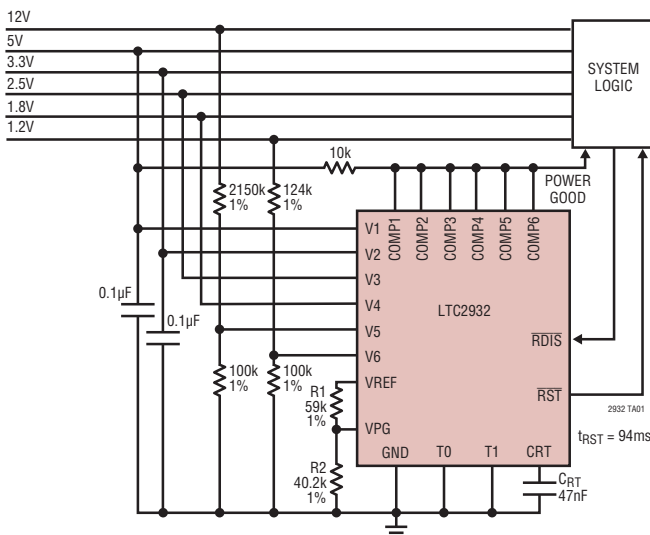 12V
5V
3.3V
2.5V
1.8V
1.2V
SYSTEM
LOGIC
10k
POWER
GOOD
2150k
1%
124k
1%
V1
V2
V3
V4
V5
V6
VREF
VPG
COMP1
COMP2
COMP3
COMP4
COMP5
COMP6
LTC2932
RDIS
RST
0.1µF
0.1µF
100k
1%
100k
1%
R1
59k
1%
R2
40.2k
1%
GND
T0
T1
CRT
2932 TA01
tRST = 94ms
CRT
47nF